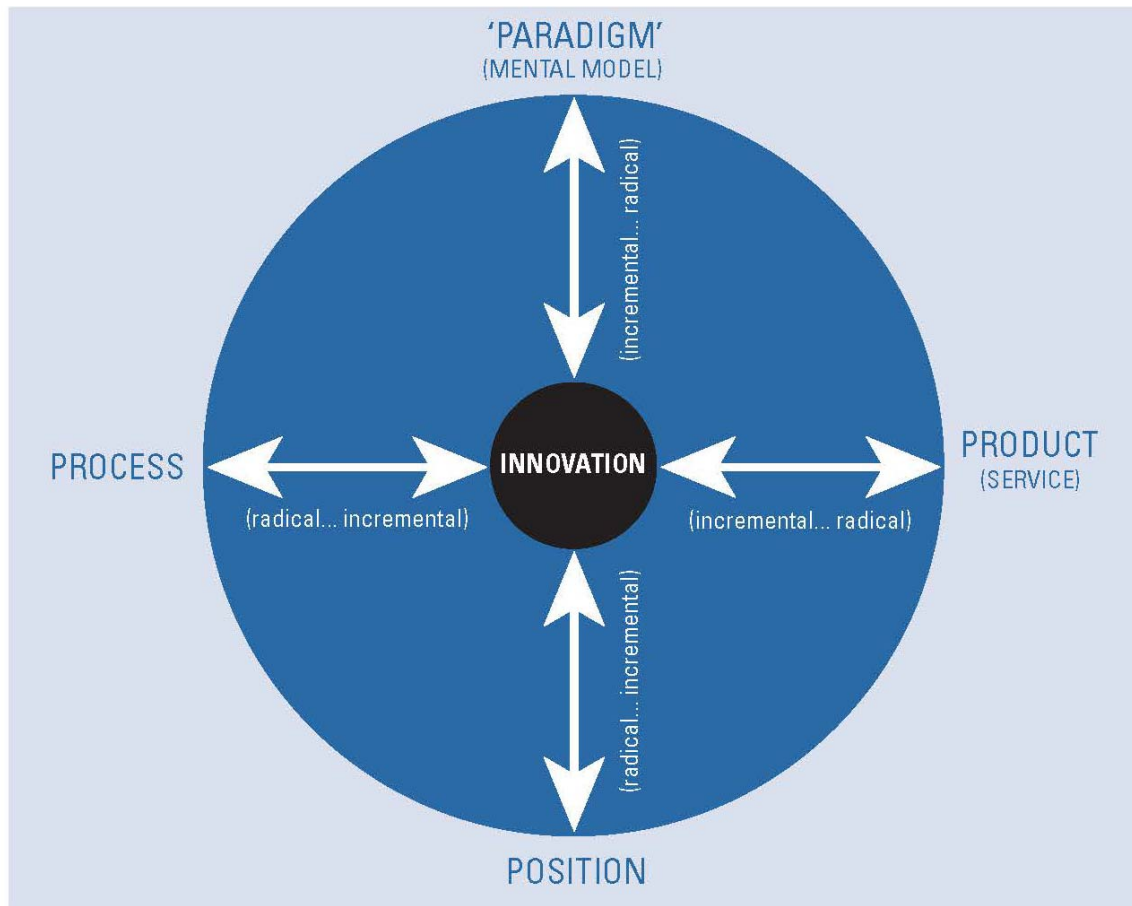 ‘PARADIGM’
(MENTAL MODEL)
(incremental... radical)
PROCESS
INNOVATION
PRODUCT
(SERVICE)
(radical... incremental)
(incremental... radical)
(radical... incremental)
POSITION